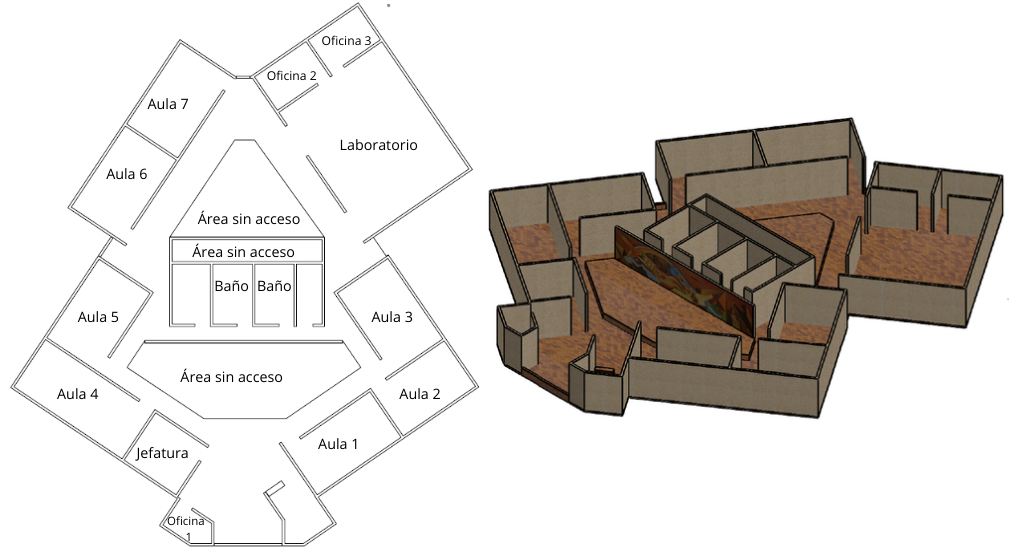 Oficina 3
Oficina 2
Aula 7
Laboratorio
Aula 6
Área sin acceso
Área sin acceso
Baño
Baño
Aula 5
Aula 3
Área sin acceso
Aula 4
Aula 2
Aula 1
Jefatura
Oficina
1